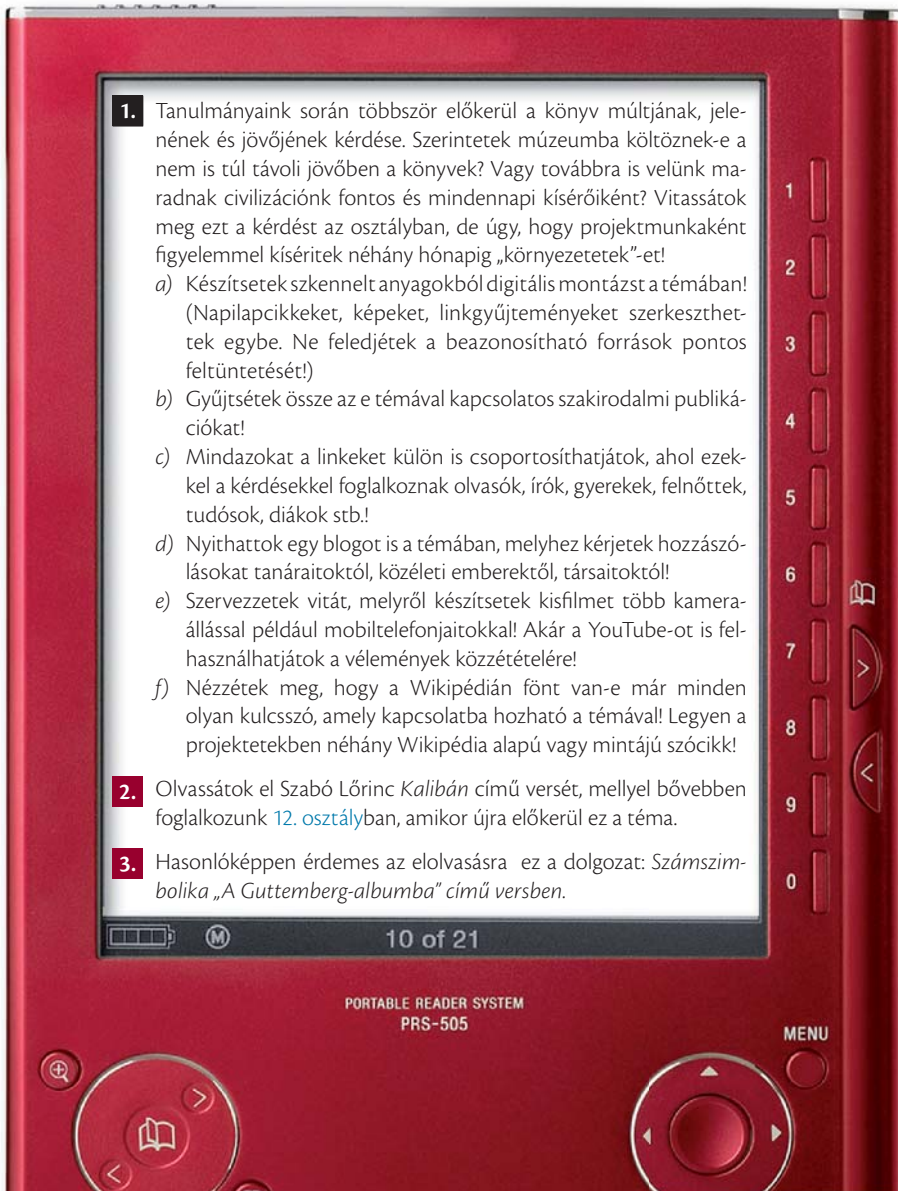 1. Tanulmányaink során többször előkerül a könyv múltjának, jele-
nének és jövőjének kérdése. Szerintetek múzeumba költöznek-e a
nem is túl távoli jövőben a könyvek? Vagy továbbra is velünk ma-
radnak civilizációnk fontos és mindennapi kísérőiként? Vitassátok
meg ezt a kérdést az osztályban, de úgy, hogy projektmunkaként
figyelemmel kíséritek néhány hónapig „környezetetek”-et!
a) Készítsetek szkennelt anyagokból digitális montázst a témában!
(Napilapcikkeket, képeket, linkgyűjteményeket szerkeszthet-
tek egybe. Ne feledjétek a beazonosítható források pontos
feltüntetését!)
b) Gyűjtsétek össze az e témával kapcsolatos szakirodalmi publiká-
ciókat!
c) Mindazokat a linkeket külön is csoportosíthatjátok, ahol ezek-
kel a kérdésekkel foglalkoznak olvasók, írók, gyerekek, felnőttek,
tudósok, diákok stb.!
d) Nyithattok egy blogot is a témában, melyhez kérjetek hozzászó-
lásokat tanáraitoktól, közéleti emberektől, társaitoktól!
e) Szervezzetek vitát, melyről készítsetek kisfilmet több kamera-
állással például mobiltelefonjaitokkal! Akár a YouTube-ot is fel-
használhatjátok a vélemények közzétételére!
f) Nézzétek meg, hogy a Wikipédián fönt van-e már minden
olyan kulcsszó, amely kapcsolatba hozható a témával! Legyen a
projektetekben néhány Wikipédia alapú vagy mintájú szócikk!
2. Olvassátok el Szabó Lőrinc Kalibán című versét, mellyel bővebben
foglalkozunk 12. osztályban, amikor újra előkerül ez a téma.
3. Hasonlóképpen érdemes az elolvasásra ez a dolgozat: Számszim-
bolika „A Guttemberg-albumba” című versben.
1
2
3
4
5
6
7
8
9
0
M
10 of 21
PORTABLE READER SYSTEM
PRS-505
MENU